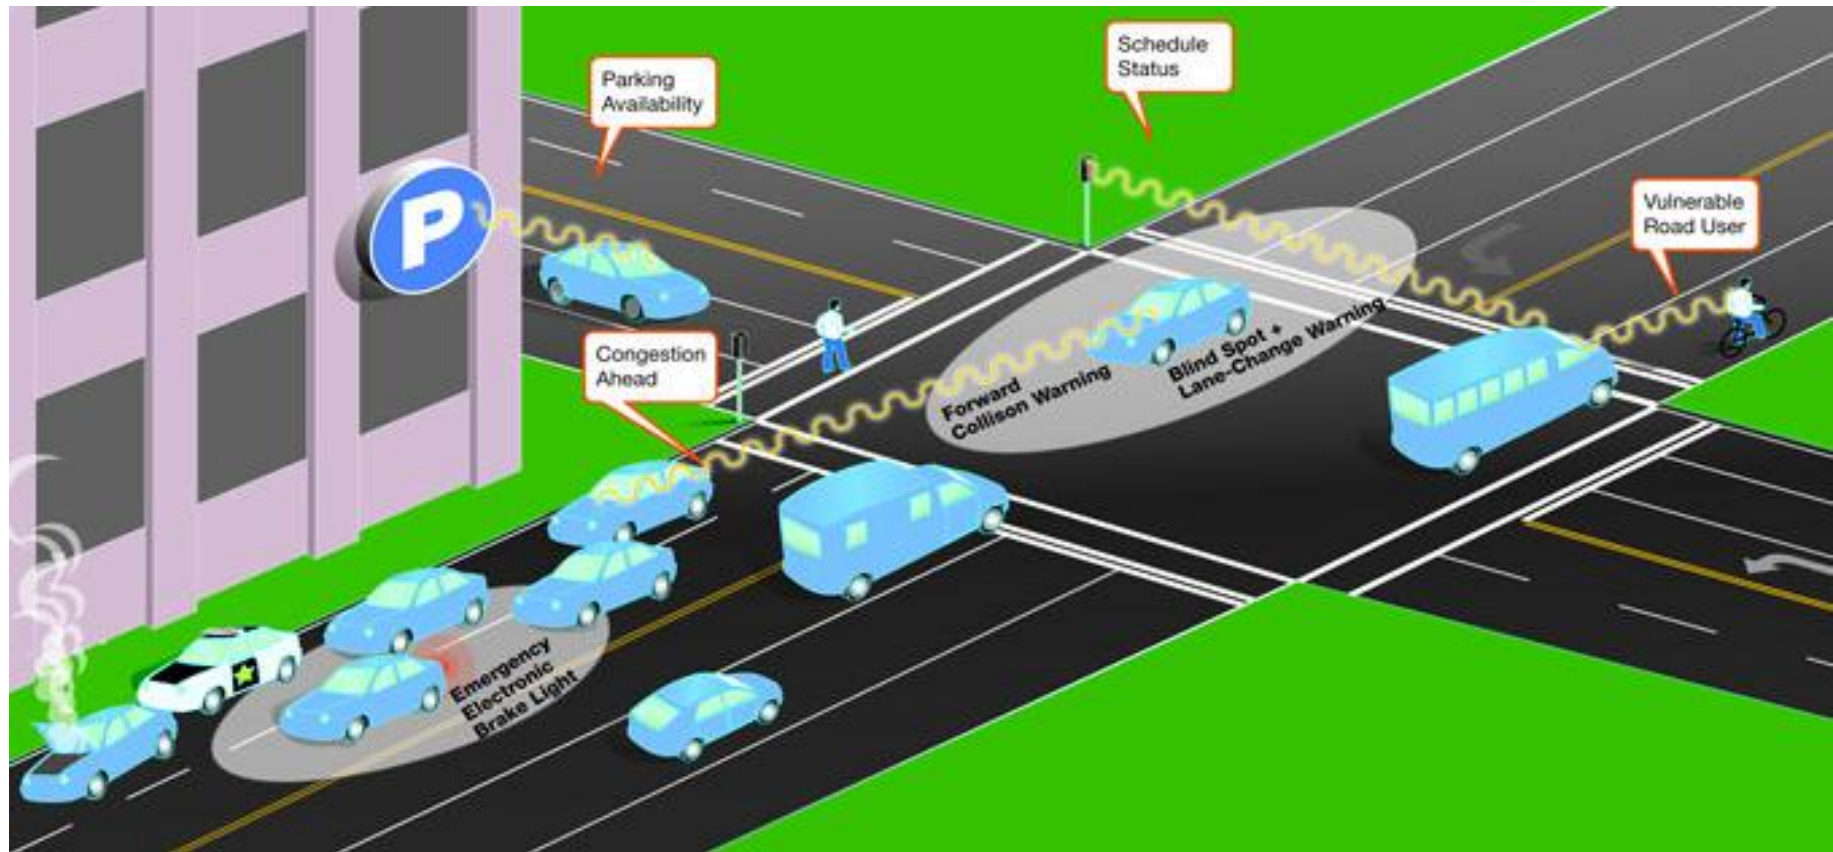 Schedule
Status
Parking
Availability
P
Vulnerable
Road User
Congestion
Ahead
Forward
Collison Warning
Blind Spot +
Lane-Change Warning
Emergency
Electronic
Brake Light